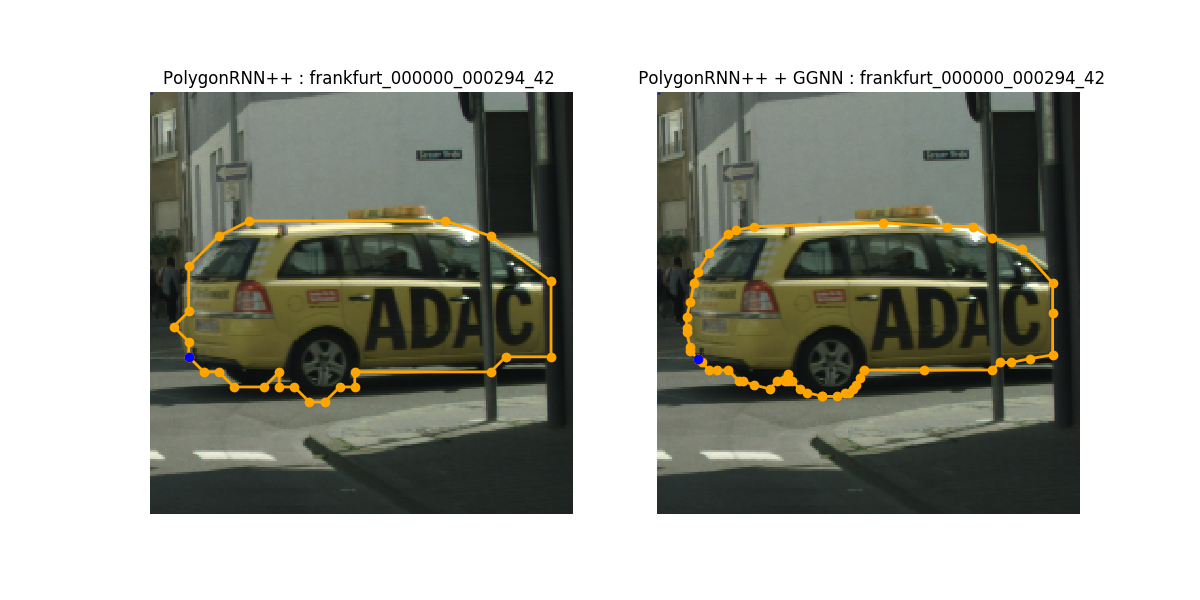 PolygonRNN++ : frankfurt_000000_000294_42
PolygonRNN++ + GGNN : frankfurt_000000_000294_42
ADAC
ADAC